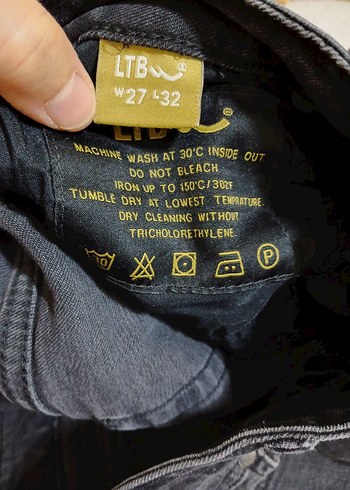 LTB
W27 L32
LTB
MACHINE WASH AT 30°C INSIDE OUT
DO NOT BLEACH
IRON UP TO 150°C/302F
TUMBLE DRY AT LOWEST TEMPRATURE.
DRY CLEANING WITHOUT
TRICHOLORETHYLENE.
30 P